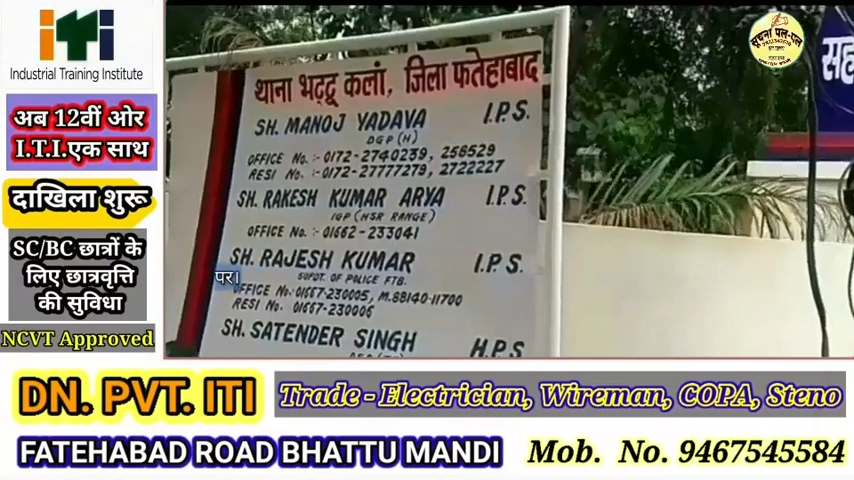 iTi
Industrial Training Institute
अब 12वीं ओर
I.T.I.एक साथ
दाखिला शुरू
SC/BC छात्रों के
लिए छात्रवृत्ति
की सुविधा
NCVT Approved
थाना भट्टू कलां, जिला फतेहाबाद
SH. MANOJ YADAVA I.P.S.
DGP (H)
OFFICE No. :- 0172-2740239, 256529
RESI No. :- 0172-27777279, 2722227
SH. RAKESH KUMAR ARYA I.P.S.
IGP (HSR RANGE)
OFFICE No. :- 01662-233041
SH. RAJESH KUMAR I.P.S.
SUPDT. OF POLICE FTB.
पर।
OFFICE No.:01667-230005, M.88140-11700
RESI No. 01667-230006
SH. SATENDER SINGH H.P.S
सूचना पल-पल
सह
DN. PVT. ITI
Trade - Electrician, Wireman, COPA, Steno
FATEHABAD ROAD BHATTU MANDI
Mob. No. 9467545584